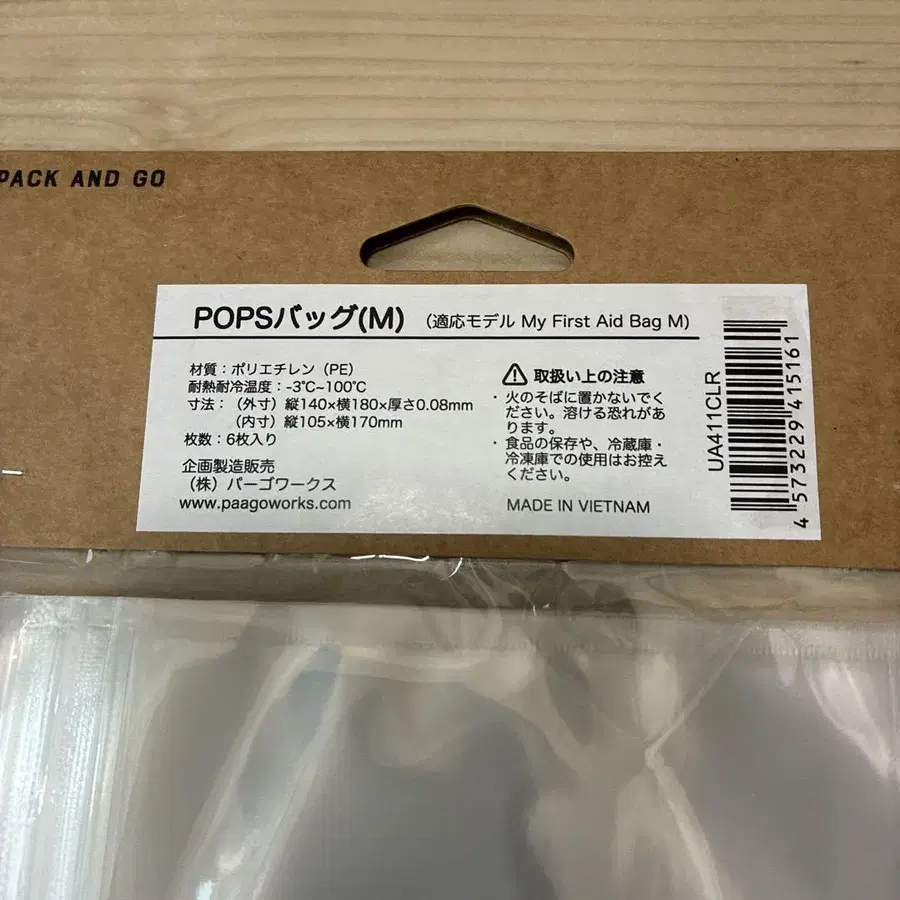 PACK AND GO
POPSバッグ(M) （適応モデル My First Aid Bag M)
材質：ポリエチレン（PE）
耐熱耐冷温度：-3℃~100℃
寸法：（外寸）縦140×横180×厚さ0.08mm
（内寸）縦105×横170mm
枚数：6枚入り
企画製造販売
（株）パーゴワークス
www.paagoworks.com
⚠ 取扱い上の注意
・火のそばに置かないでく
ださい。溶ける恐れがあ
ります。
・食品の保存や、冷蔵庫・
冷凍庫での使用はお控え
ください。
MADE IN VIETNAM
UA411CLR
4 573229 415161